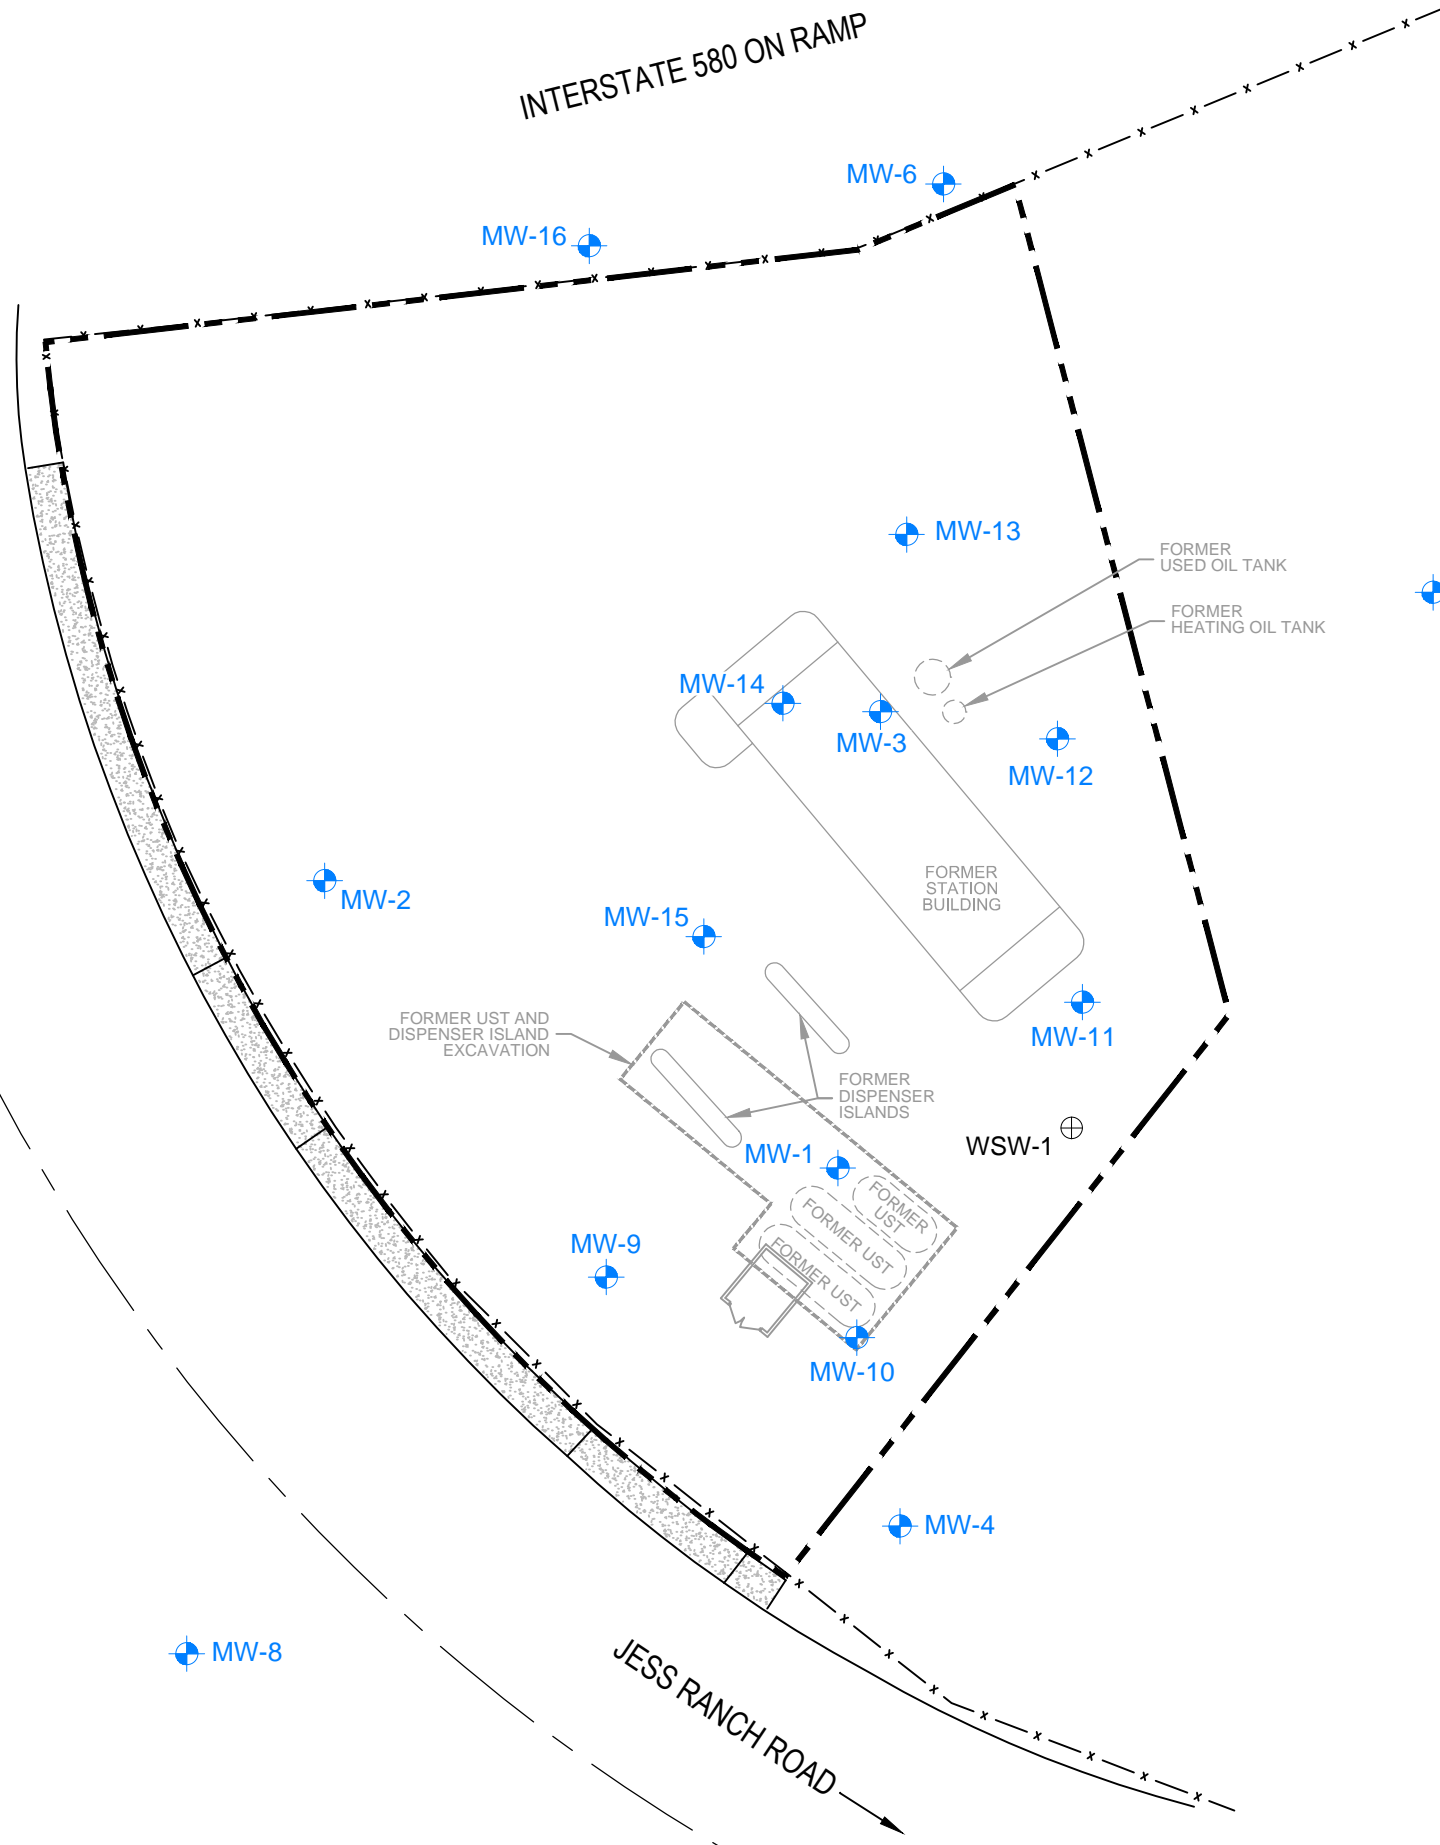 INTERSTATE 580 ON RAMP
MW-6
MW-16
MW-13
FORMER
USED OIL TANK
FORMER
HEATING OIL TANK
MW-14
MW-3
MW-12
FORMER
STATION
BUILDING
MW-2
MW-15
MW-11
FORMER UST AND
DISPENSER ISLAND
EXCAVATION
FORMER
DISPENSER
ISLANDS
WSW-1
MW-1
FORMER
UST
FORMER UST
FORMER UST
MW-9
MW-10
MW-4
MW-8
JESS RANCH ROAD